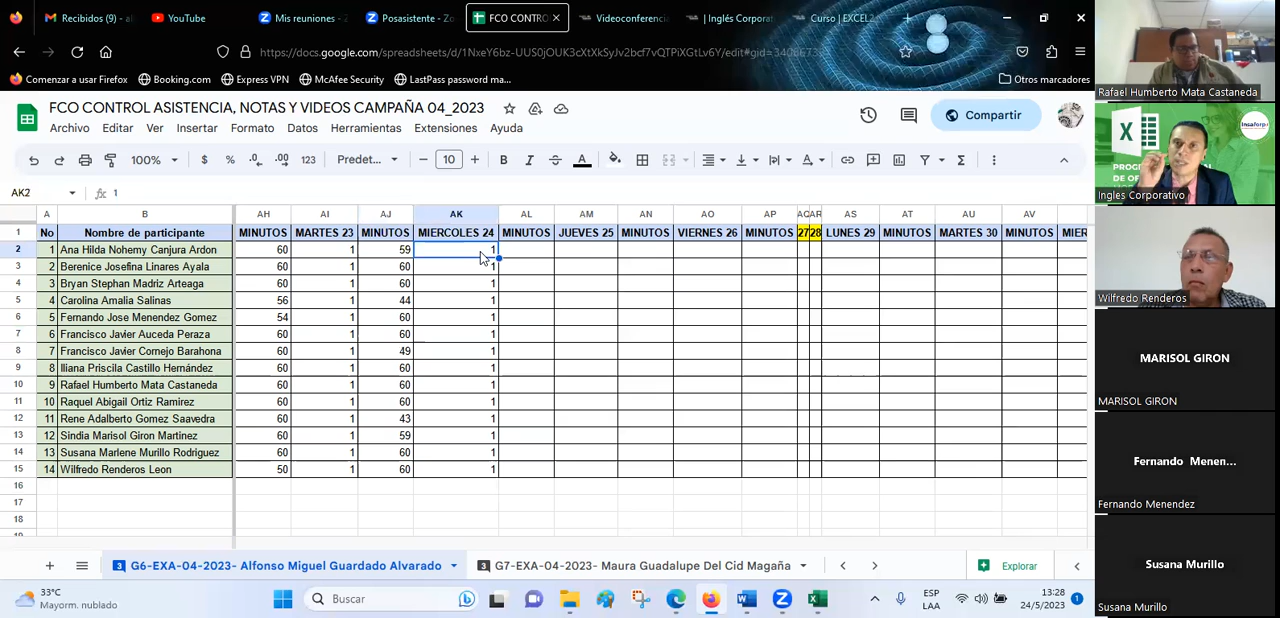 Recibidos (9) - a
YouTube
Mis reuniones - Z
Posasistente - Zo
FCO CONTRO
Videoconferenci
| Inglés Corporat
Curso | EXCEL2
https://docs.google.com/spreadsheets/d/1NxeY6bz-UUS0jOUK3cXtXkSyJv2bcf7vQTPiXGtLv6Y/edit#gid=
Comenzar a usar Firefox
Booking.com
Express VPN
McAfee Security
LastPass password ma...
Otros marcadores
FCO CONTROL ASISTENCIA, NOTAS Y VIDEOS CAMPAÑA 04_2023
Archivo Editar Ver Insertar Formato Datos Herramientas Extensiones Ayuda
Compartir
100% $ % .0 .00 123 Predet... − 10 + B I A
AK2 fx 1
A B AH AI AJ AK AL AM AN AO AP AQ AR AS AT AU AV
1 No Nombre de participante MINUTOS MARTES 23 MINUTOS MIERCOLES 24 MINUTOS JUEVES 25 MINUTOS VIERNES 26 MINUTOS 27 28 LUNES 29 MINUTOS MARTES 30 MINUTOS MIER
2 1 Ana Hilda Nohemy Canjura Ardon 60 1 59 1
3 2 Berenice Josefina Linares Ayala 60 1 60 1
4 3 Bryan Stephan Madriz Arteaga 60 1 60 1
5 4 Carolina Amalia Salinas 56 1 44 1
6 5 Fernando Jose Menendez Gomez 54 1 60 1
7 6 Francisco Javier Auceda Peraza 60 1 60 1
8 7 Francisco Javier Cornejo Barahona 60 1 49 1
9 8 Iliana Priscila Castillo Hernández 60 1 60 1
10 9 Rafael Humberto Mata Castaneda 60 1 60 1
11 10 Raquel Abigail Ortiz Ramirez 60 1 60 1
12 11 Rene Adalberto Gomez Saavedra 60 1 43 1
13 12 Sindia Marisol Giron Martinez 60 1 59 1
14 13 Susana Marlene Murillo Rodriguez 60 1 60 1
15 14 Wilfredo Renderos Leon 50 1 60 1
16
17
18
19
3 G6-EXA-04-2023- Alfonso Miguel Guardado Alvarado
3 G7-EXA-04-2023- Maura Guadalupe Del Cid Magaña
Explorar
33°C
Mayorm. nublado
Buscar
ESP
LAA
13:28
24/5/2023
1
Rafael Humberto Mata Castaneda
X
PROG
DE OF
InsaForp
Ingles Corporativo
Wilfredo Renderos
MARISOL GIRON
MARISOL GIRON
Fernando Menen...
Fernando Menendez
Susana Murillo
Susana Murillo